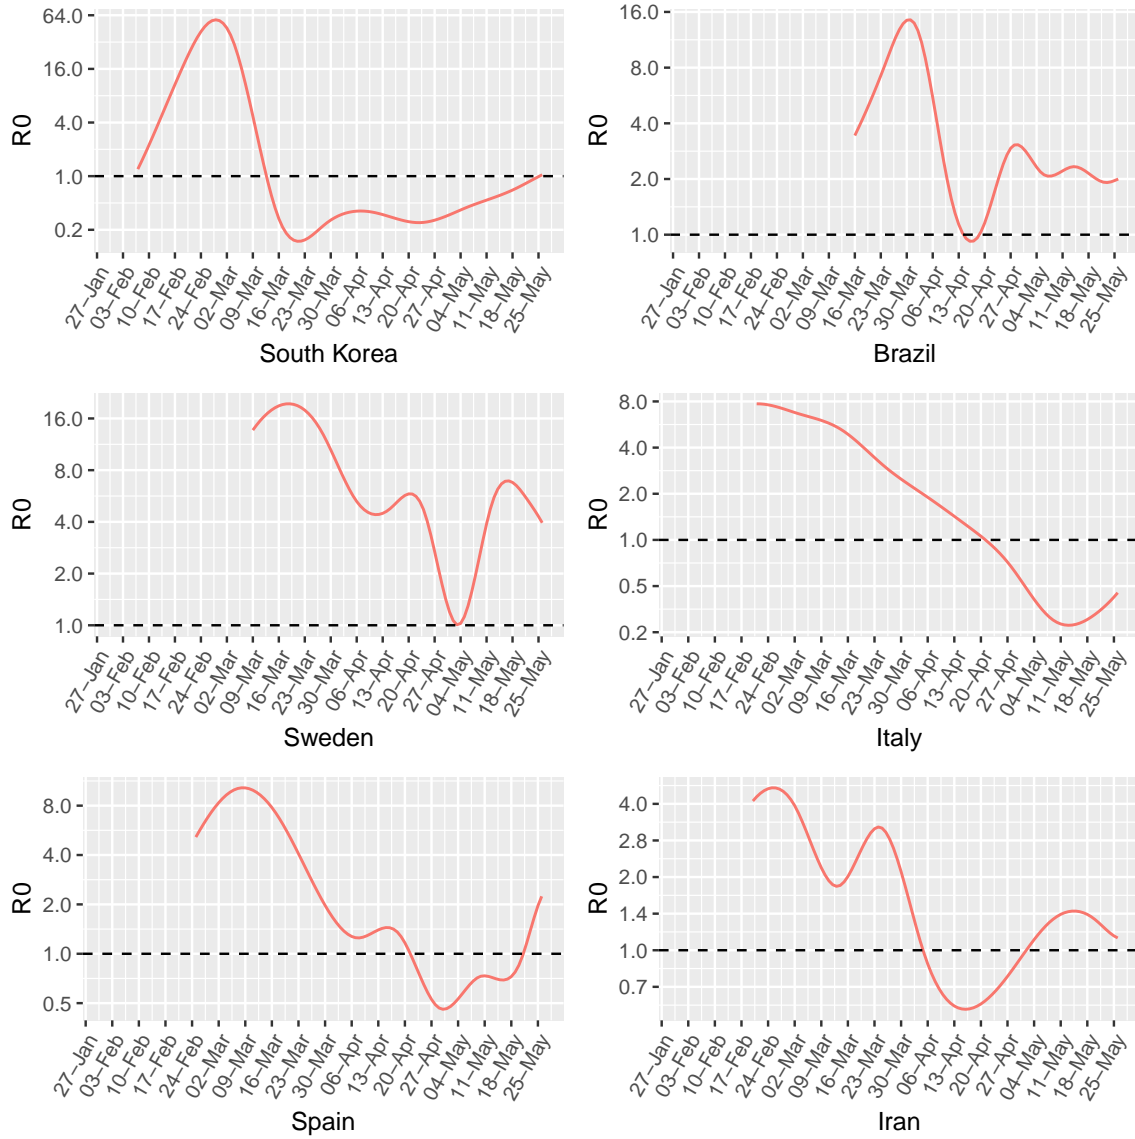 R0
64.0
16.0
4.0
1.0
0.2
27−Jan
03−Feb
10−Feb
17−Feb
24−Feb
02−Mar
09−Mar
16−Mar
23−Mar
30−Mar
06−Apr
13−Apr
20−Apr
27−Apr
04−May
11−May
18−May
25−May
South Korea
R0
16.0
8.0
4.0
2.0
1.0
27−Jan
03−Feb
10−Feb
17−Feb
24−Feb
02−Mar
09−Mar
16−Mar
23−Mar
30−Mar
06−Apr
13−Apr
20−Apr
27−Apr
04−May
11−May
18−May
25−May
Brazil
R0
16.0
8.0
4.0
2.0
1.0
27−Jan
03−Feb
10−Feb
17−Feb
24−Feb
02−Mar
09−Mar
16−Mar
23−Mar
30−Mar
06−Apr
13−Apr
20−Apr
27−Apr
04−May
11−May
18−May
25−May
Sweden
R0
8.0
4.0
2.0
1.0
0.5
0.2
27−Jan
03−Feb
10−Feb
17−Feb
24−Feb
02−Mar
09−Mar
16−Mar
23−Mar
30−Mar
06−Apr
13−Apr
20−Apr
27−Apr
04−May
11−May
18−May
25−May
Italy
R0
8.0
4.0
2.0
1.0
0.5
27−Jan
03−Feb
10−Feb
17−Feb
24−Feb
02−Mar
09−Mar
16−Mar
23−Mar
30−Mar
06−Apr
13−Apr
20−Apr
27−Apr
04−May
11−May
18−May
25−May
Spain
R0
4.0
2.8
2.0
1.4
1.0
0.7
27−Jan
03−Feb
10−Feb
17−Feb
24−Feb
02−Mar
09−Mar
16−Mar
23−Mar
30−Mar
06−Apr
13−Apr
20−Apr
27−Apr
04−May
11−May
18−May
25−May
Iran